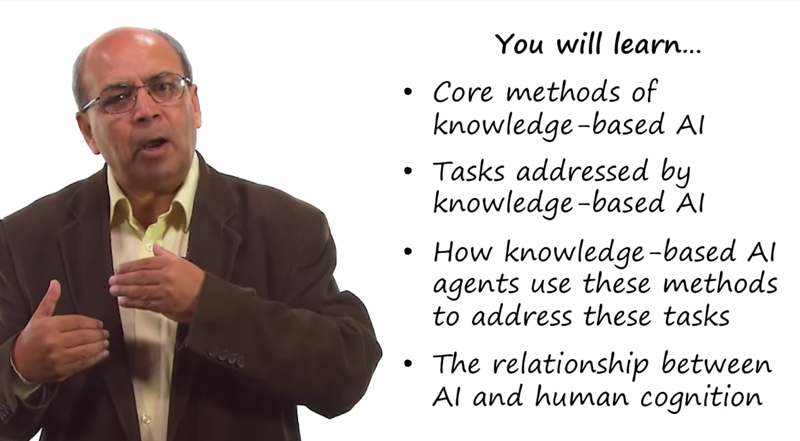 You will learn...
• Core methods of
knowledge-based AI
• Tasks addressed by
knowledge-based AI
• How knowledge-based AI
agents use these methods
to address these tasks
• The relationship between
AI and human cognition